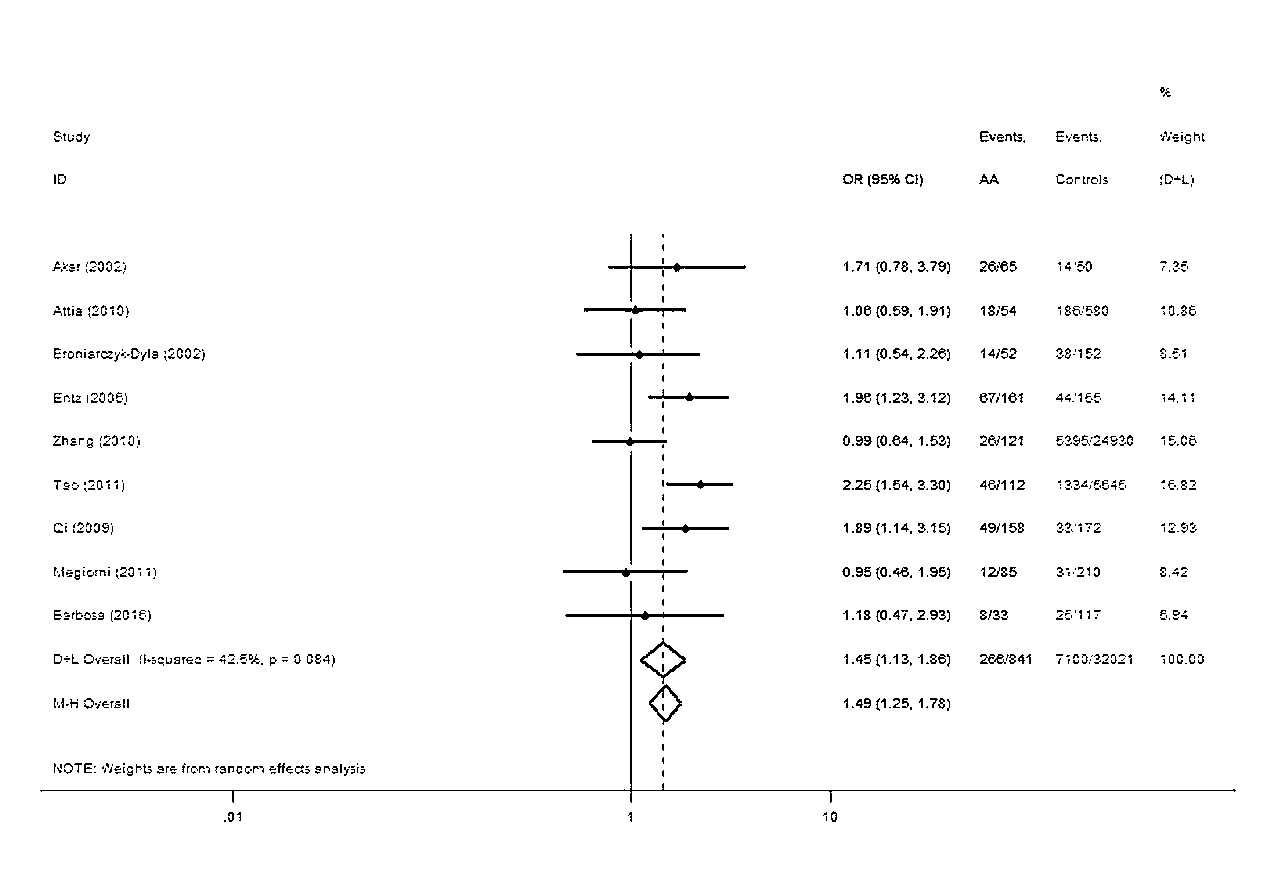 %
Study Events, Events, Weight
ID OR (95% CI) AA Controls (D+L)
Akar (2002) 1.71 (0.78, 3.79) 26/65 14/50 7.35
Attia (2010) 1.06 (0.59, 1.91) 18/54 186/580 10.86
Broniarczyk-Dyla (2002) 1.11 (0.54, 2.26) 14/52 38/152 8.51
Entz 1.96 (1.23, 3.12) 67/161 44/165 14.11
Zhang (2010) 0.99 (0.64, 1.53) 26/121 5395/24930 15.06
Tao (2011) 2.25 (1.54, 3.30) 46/112 1334/5645 16.82
Qi (2009) 1.89 (1.14, 3.15) 49/158 33/172 12.93
Megiorni (2011) 0.95 (0.46, 1.95) 12/85 31/210 8.42
Barbosa 1.18 (0.47, 2.93) 8/33 25/117 5.94
D+L Overall (I-squared = 42.5%, p = 0.084) 1.45 (1.13, 1.86) 266/841 7100/32021 100.00
M-H Overall 1.49 (1.25, 1.78)
NOTE: Weights are from random effects analysis
.01 1 10